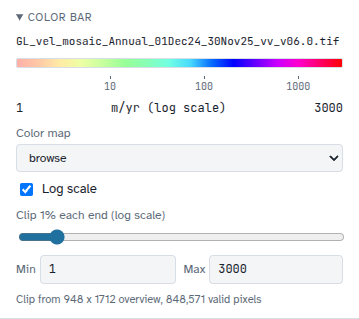 ▼ COLOR BAR
GL_vel_mosaic_Annual_01Dec24_30Nov25_vv_v06.0.tif
10 100 1000
1 m/yr (log scale) 3000
Color map
browse
Log scale
Clip 1% each end (log scale)
Min 1 Max 3000
Clip from 948 x 1712 overview, 848,571 valid pixels